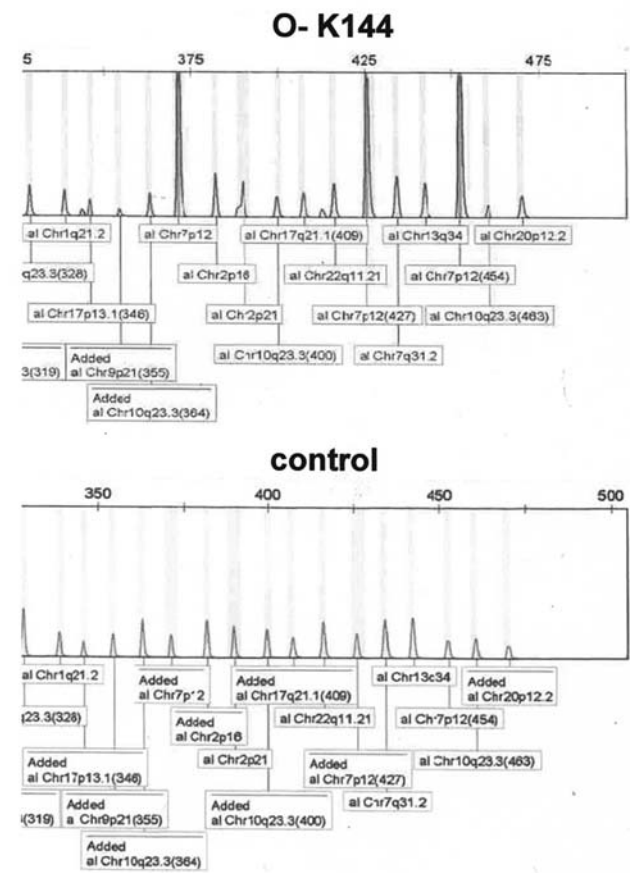 O- K144
5 375 425 475
al Chr1q21.2 al Chr7p12 al Chr17q21.1(409) al Chr13q34 al Chr20p12.2
q23.3(328) al Chr2p16 al Chr22q11.21 al Chr7p12(454)
al Chr17p13.1(346) al Chr2p21 al Chr7p12(427) al Chr10q23.3(463)
3(319) Added al Chr10q23.3(400) al Chr7q31.2
al Chr9p21(355)
Added
al Chr10q23.3(364)
control
350 400 450 500
al Chr1q21.2 Added Added al Chr13c34 Added
al Chr7p12 al Chr17q21.1(409) al Chr20p12.2
q23.3(328) Added al Chr22q11.21 al Chr7p12(454)
al Chr2p16
Added al Chr2p21 Added al Chr10q23.3(463)
al Chr17p13.1(346) al Chr7p12(427)
(319) Added Added al Chr7q31.2
a Chr9p21(355) al Chr10q23.3(400)
Added
al Chr10q23.3(364)